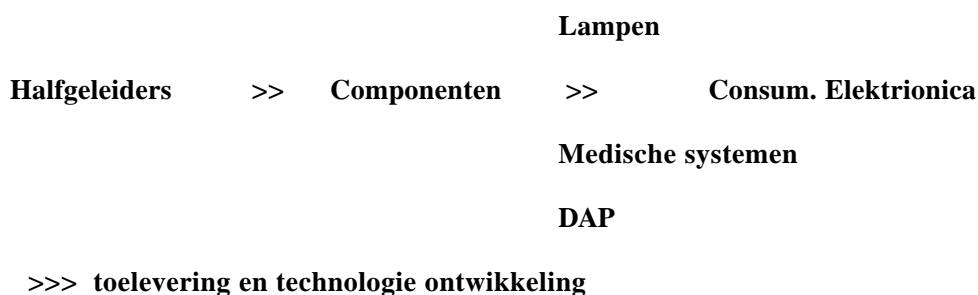 Lampen
Halfgeleiders >> Componenten >> Consum. Elektrionica
Medische systemen
DAP
>>> toelevering en technologie ontwikkeling